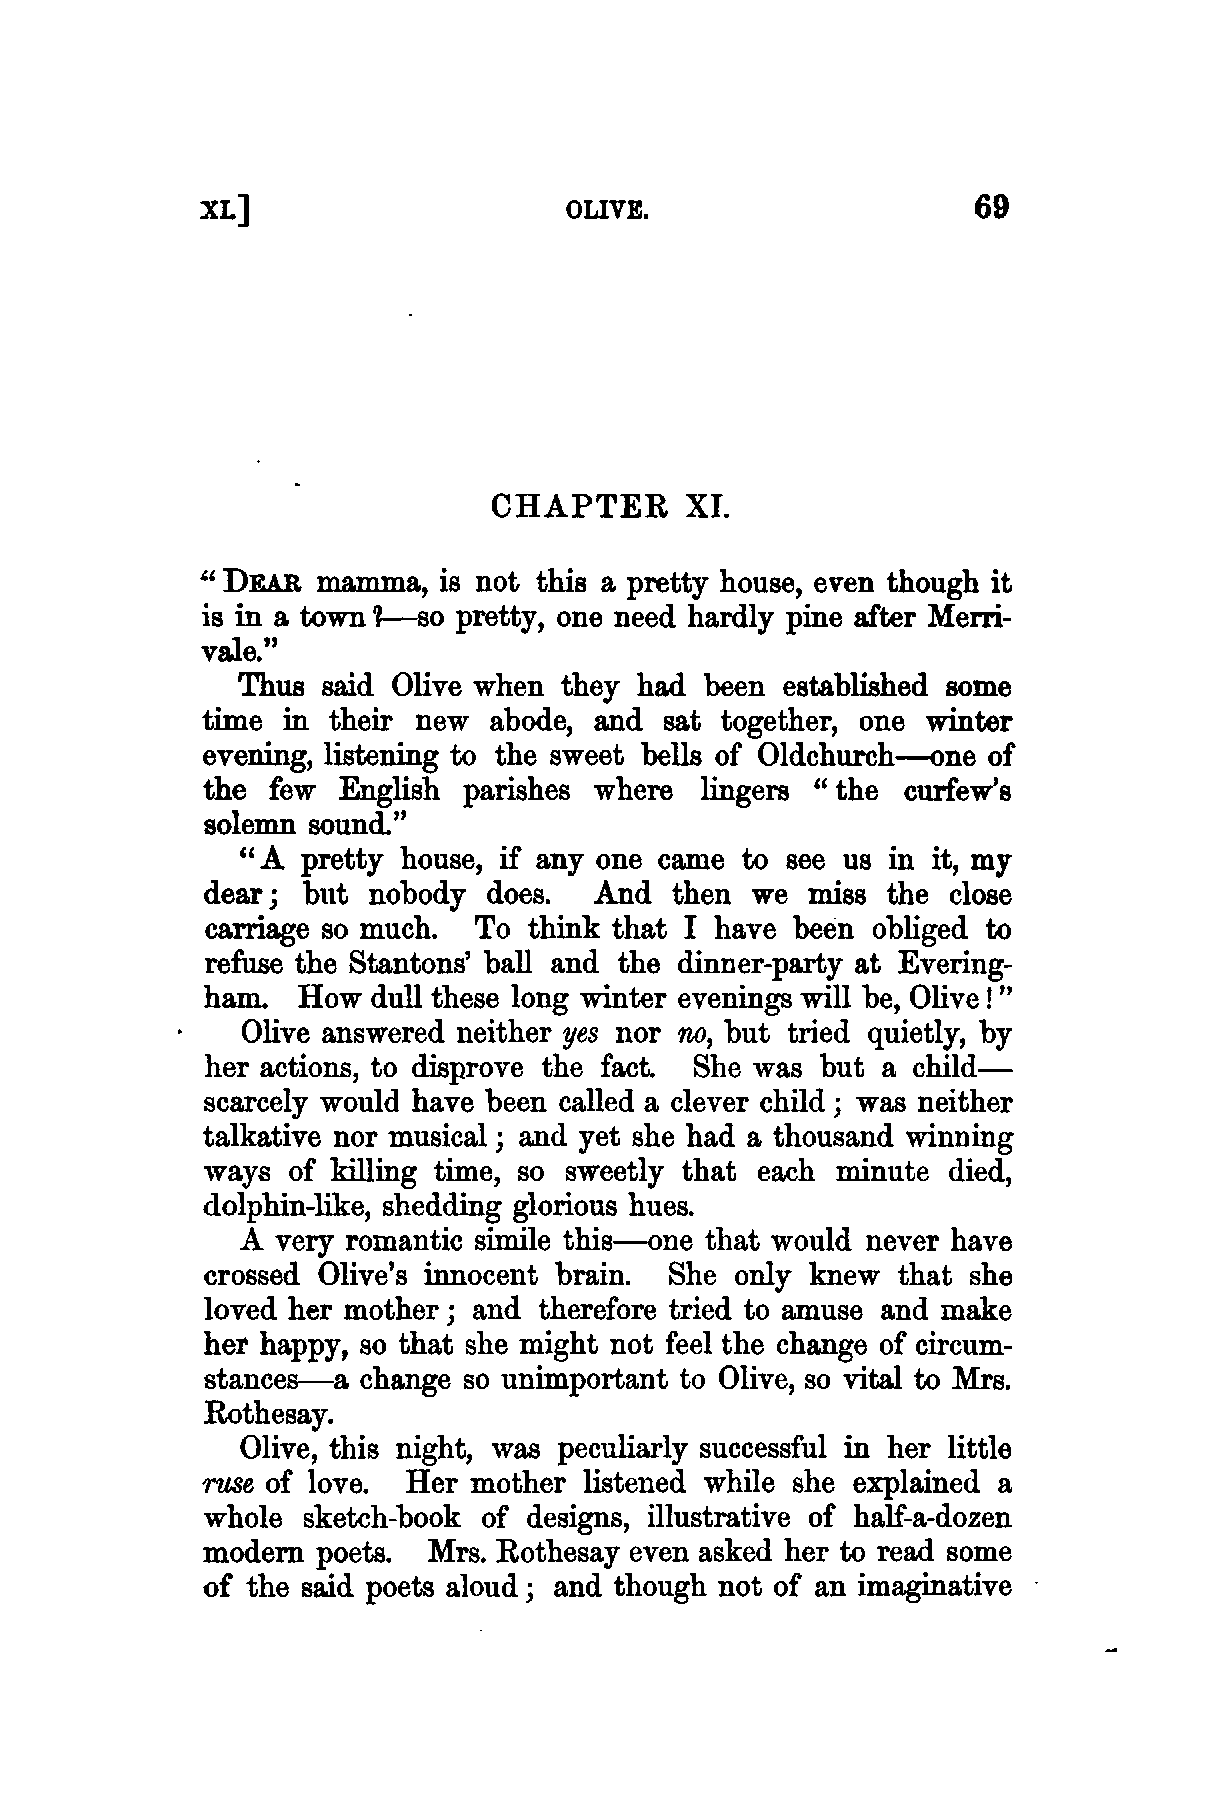 XI.] OLIVE. 69
CHAPTER XI.
“DEAR mamma, is not this a pretty house, even though it
is in a town?—so pretty, one need hardly pine after Merri-
vale.”
Thus said Olive when they had been established some
time in their new abode, and sat together, one winter
evening, listening to the sweet bells of Oldchurch—one of
the few English parishes where lingers “the curfew's
solemn sound.”
“A pretty house, if any one came to see us in it, my
dear; but nobody does. And then we miss the close
carriage so much. To think that I have been obliged to
refuse the Stantons’ ball and the dinner-party at Evering-
ham. How dull these long winter evenings will be, Olive!”
Olive answered neither yes nor no, but tried quietly, by
her actions, to disprove the fact. She was but a child—
scarcely would have been called a clever child; was neither
talkative nor musical; and yet she had a thousand winning
ways of killing time, so sweetly that each minute died,
dolphin-like, shedding glorious hues.
A very romantic simile this—one that would never have
crossed Olive’s innocent brain. She only knew that she
loved her mother; and therefore tried to amuse and make
her happy, so that she might not feel the change of circum-
stances—a change so unimportant to Olive, so vital to Mrs.
Rothesay.
Olive, this night, was peculiarly successful in her little
ruse of love. Her mother listened while she explained a
whole sketch-book of designs, illustrative of half-a-dozen
modern poets. Mrs. Rothesay even asked her to read some
of the said poets aloud; and though not of an imaginative